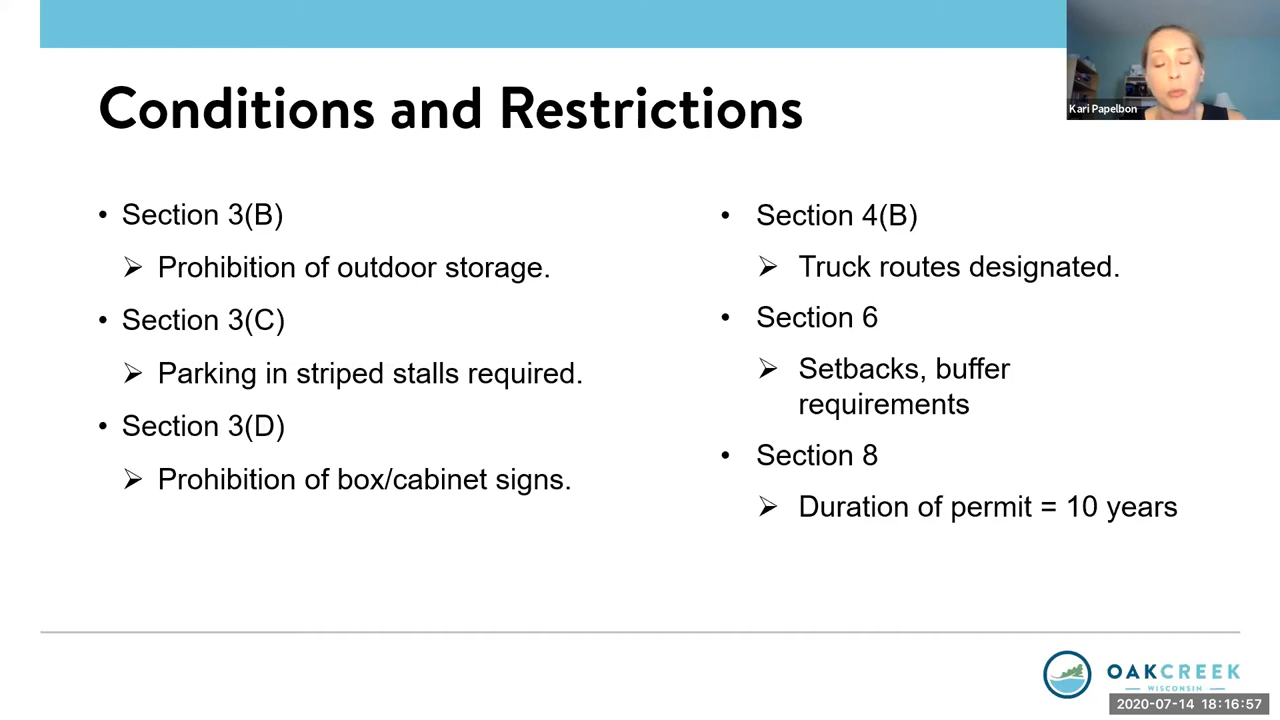 Kari Papelbon
Conditions and Restrictions
• Section 3(B)
➢ Prohibition of outdoor storage.
• Section 3(C)
➢ Parking in striped stalls required.
• Section 3(D)
➢ Prohibition of box/cabinet signs.
• Section 4(B)
➢ Truck routes designated.
• Section 6
➢ Setbacks, buffer
requirements
• Section 8
➢ Duration of permit = 10 years
OAKCREEK
WISCONSIN
2020-07-14 18:16:57